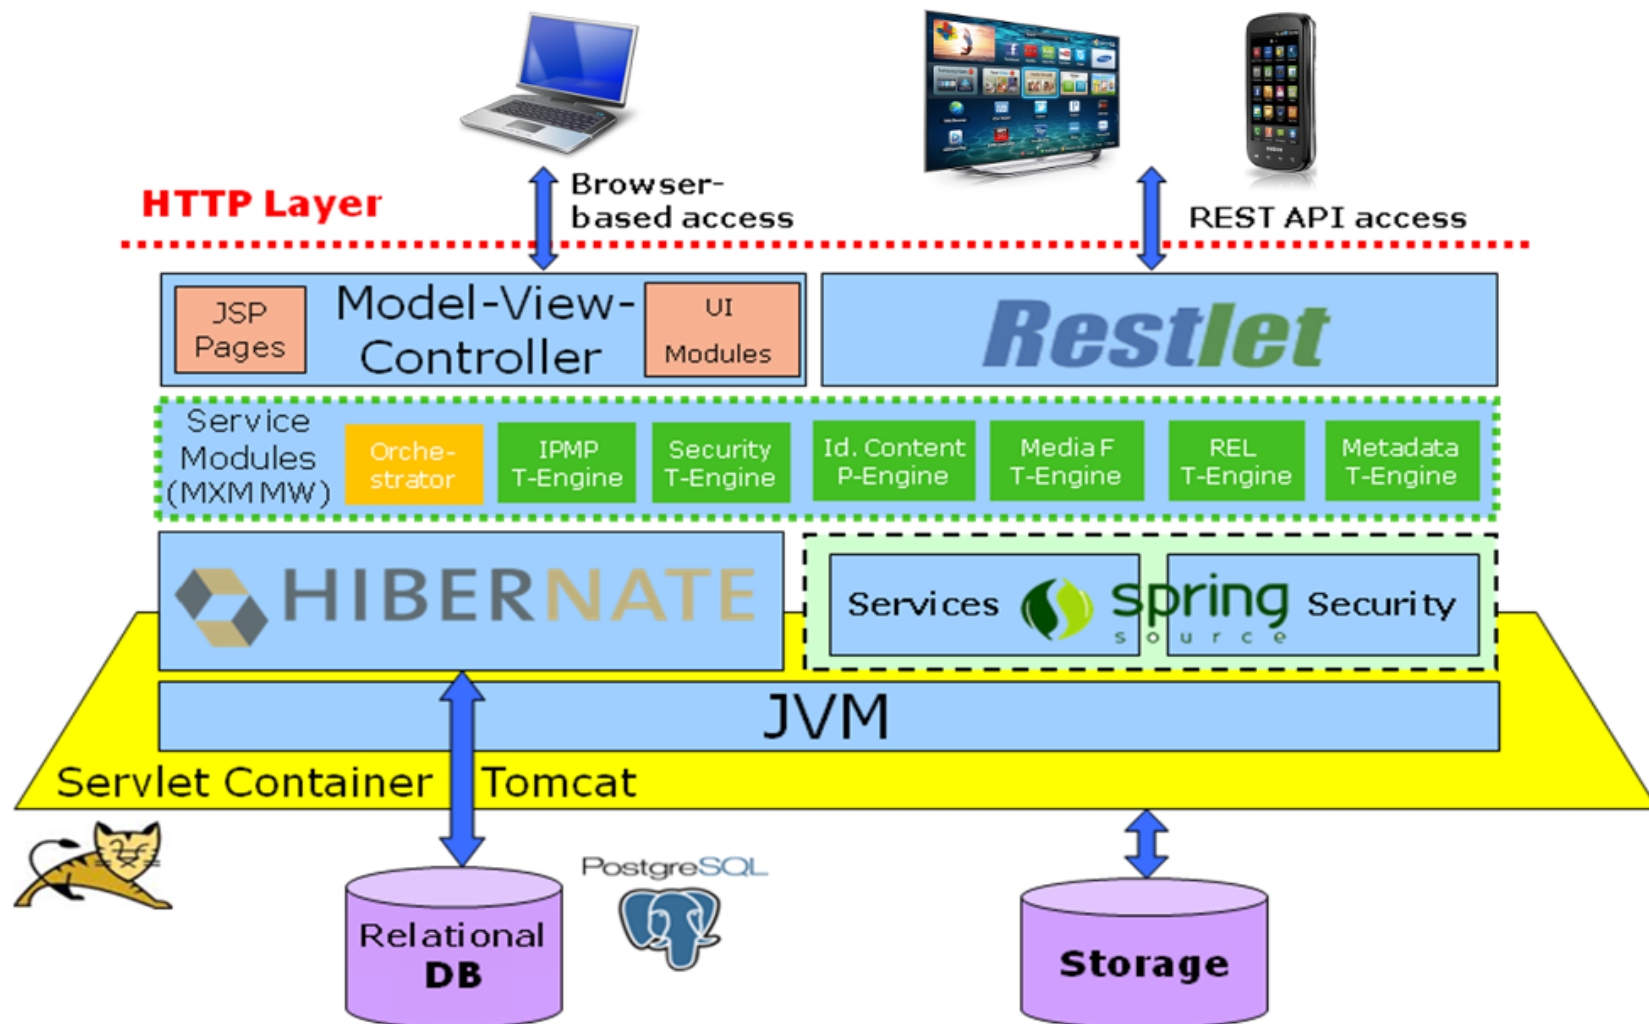 HTTP Layer
Browser-
based access
REST API access
JSP
Pages
Model-View-
Controller
UI
Modules
Restlet
Service
Modules
(MXM MW)
Orche-
strator
IPMP
T-Engine
Security
T-Engine
Id. Content
P-Engine
Media F
T-Engine
REL
T-Engine
Metadata
T-Engine
HIBERNATE
Services
spring
source
Security
JVM
Servlet Container Tomcat
PostgreSQL
Relational
DB
Storage